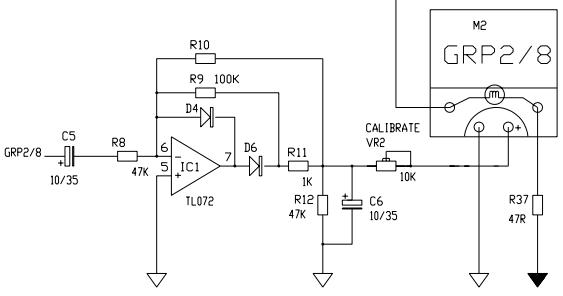 M2
GRP2/8
R10
R9 100K
D4
C5
GRP2/8
+
10/35
R8
47K
6
5
-
+
IC1
7
TL072
D6
R11
1K
R12
47K
+
C6
10/35
CALIBRATE
VR2
10K
-
+
R37
47R